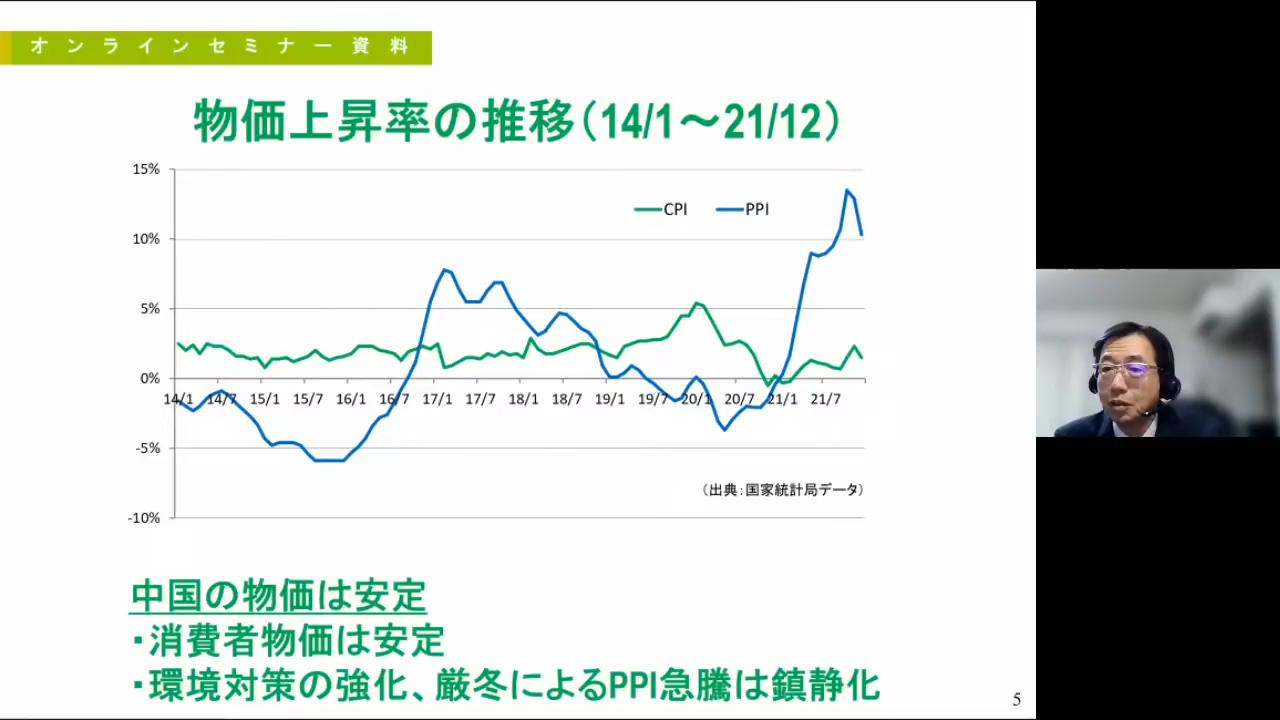 オンラインセミナー資料
物価上昇率の推移（14/1～21/12）
15%
10%
5%
0%
-5%
-10%
CPI PPI
14/1 14/7 15/1 15/7 16/1 16/7 17/1 17/7 18/1 18/7 19/1 19/7 20/1 20/7 21/1 21/7
（出典：国家統計局データ）
中国の物価は安定
・消費者物価は安定
・環境対策の強化、厳冬によるPPI急騰は鎮静化
5